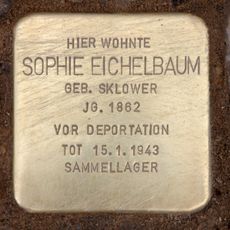 HIER WOHNTE
SOPHIE EICHELBAUM
GEB. SKLOWER
JG. 1862
VOR DEPORTATION
TOT 15.1.1943
SAMMELLAGER